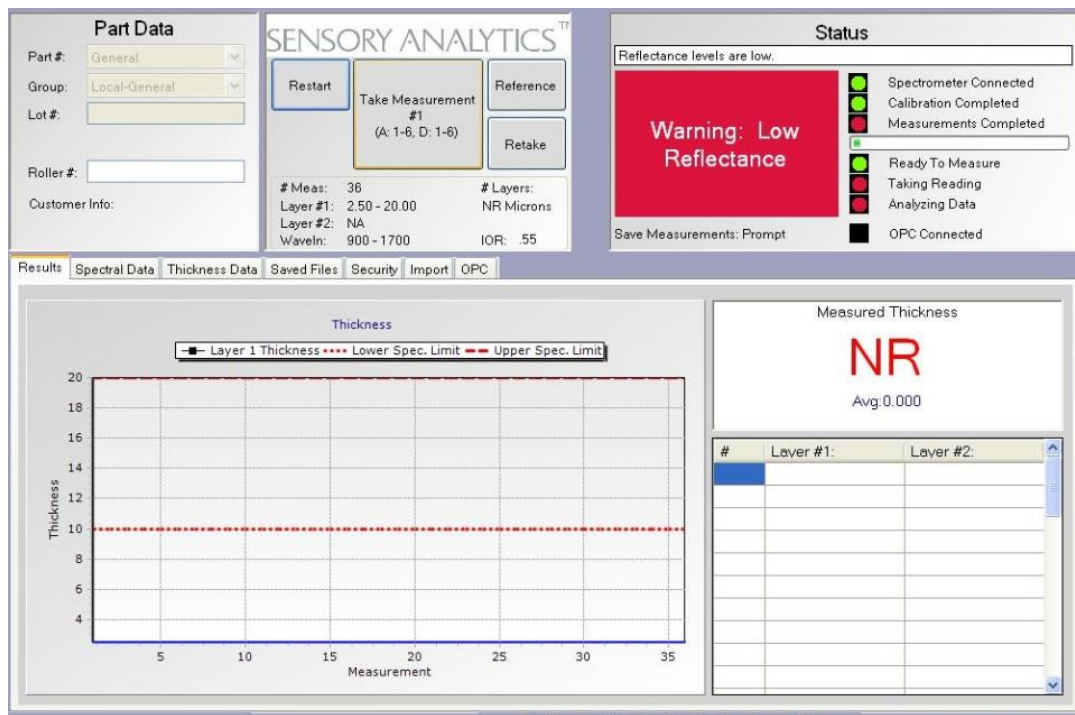 Part Data
Part#:
General
Group:
Local-General
Lot #:
Roller #:
Customer Info:
SENSORY ANALYTICS™
Restart
Take Measurement
#1
(A: 1-6, D: 1-6)
Reference
Retake
# Meas: 36 # Layers:
Layer #1: 2.50 - 20.00 NR Microns
Layer #2: NA
WaveIn: 900 - 1700 IOR: .55
Status
Reflectance levels are low.
Warning: Low
Reflectance
Spectrometer Connected
Calibration Completed
Measurements Completed
Ready To Measure
Taking Reading
Analyzing Data
Save Measurements: Prompt
OPC Connected
Results Spectral Data Thickness Data Saved Files Security Import OPC
Thickness
Layer 1 Thickness Lower Spec. Limit Upper Spec. Limit
20
18
16
14
12
10
8
6
4
Thickness
5 10 15 20 25 30 35
Measurement
Measured Thickness
NR
Avg:0.000
# Layer #1: Layer #2: